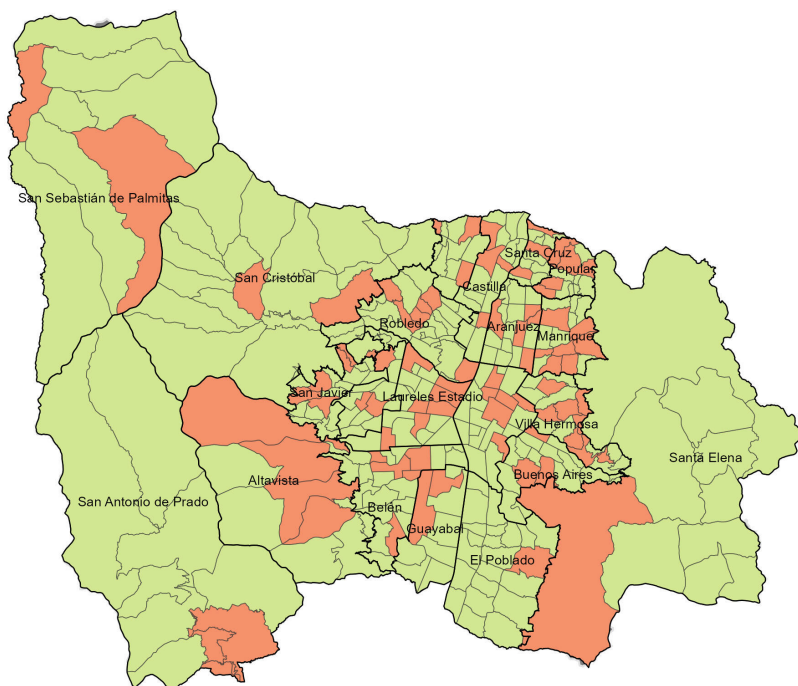 San Sebastián de Palmitas
San Cristóbal
Santa Cruz
Popular
Castilla
Robledo
Aranjuez
Manrique
San Javier
Laureles Estadio
Villa Hermosa
Santa Elena
Buenos Aires
Altavista
San Antonio de Prado
Belén
Guayabal
El Poblado